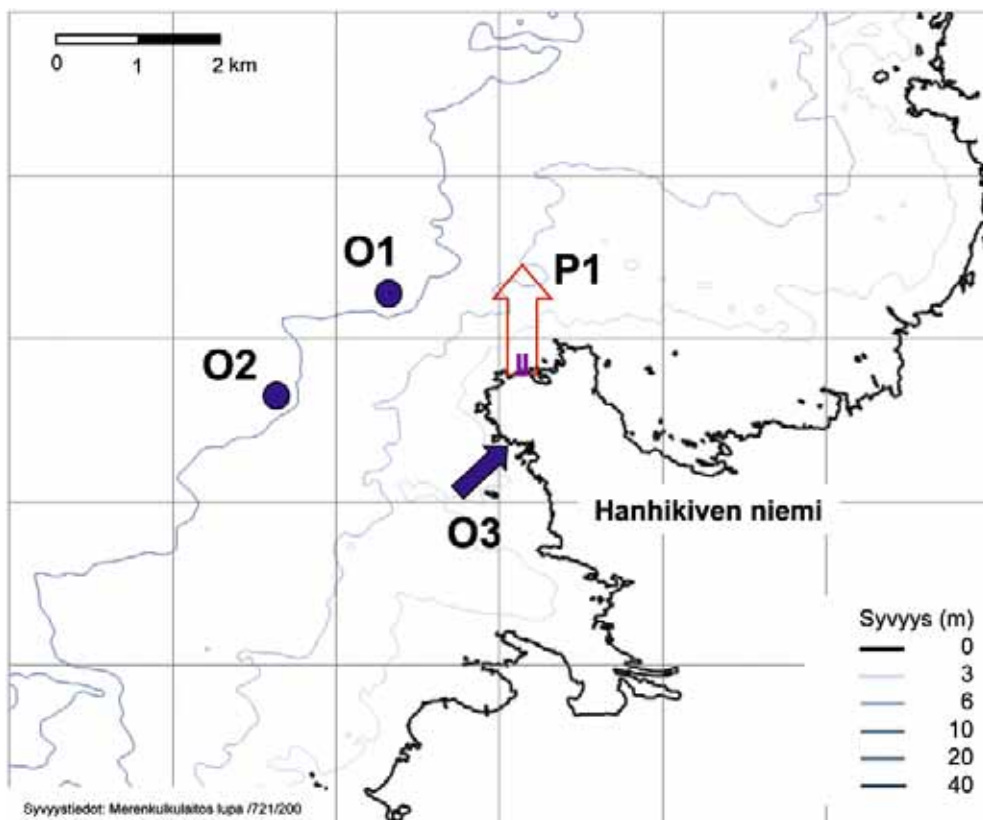 0 1 2 km
O1
P1
O2
O3
Hanhikiven niemi
Syvyys (m)
0
3
6
10
20
40
Syvyystiedot: Merenkulkulaitos lupa /721/200